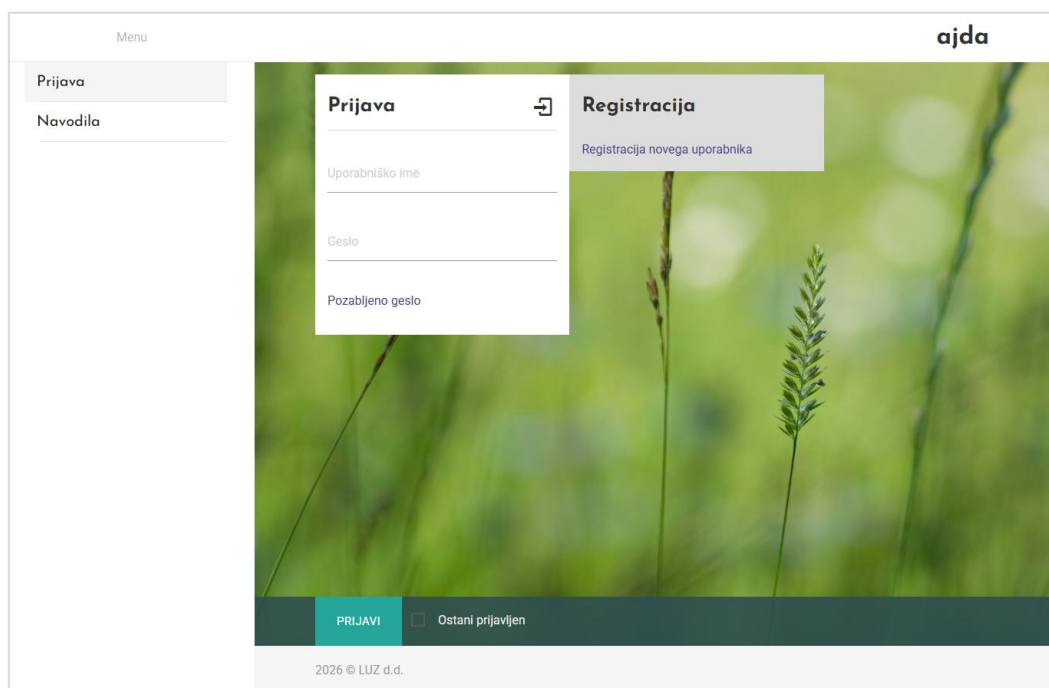 Menu
ajda
Prijava
Navodila
Prijava
Uporabniško ime
Geslo
Pozabljeno geslo
Registracija
Registracija novega uporabnika
PRIJAVI
Ostani prijavljen
2026 © LUZ d.d.